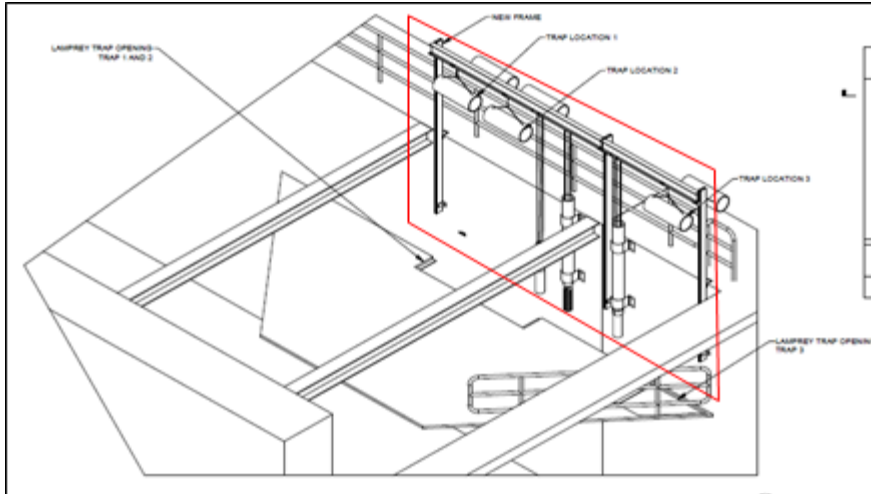 NEW FRAME
TRAP LOCATION 1
LAMPREY TRAP OPENING
TRAP 1 AND 2
TRAP LOCATION 2
TRAP LOCATION 3
LAMPREY TRAP OPENIN
TRAP 3